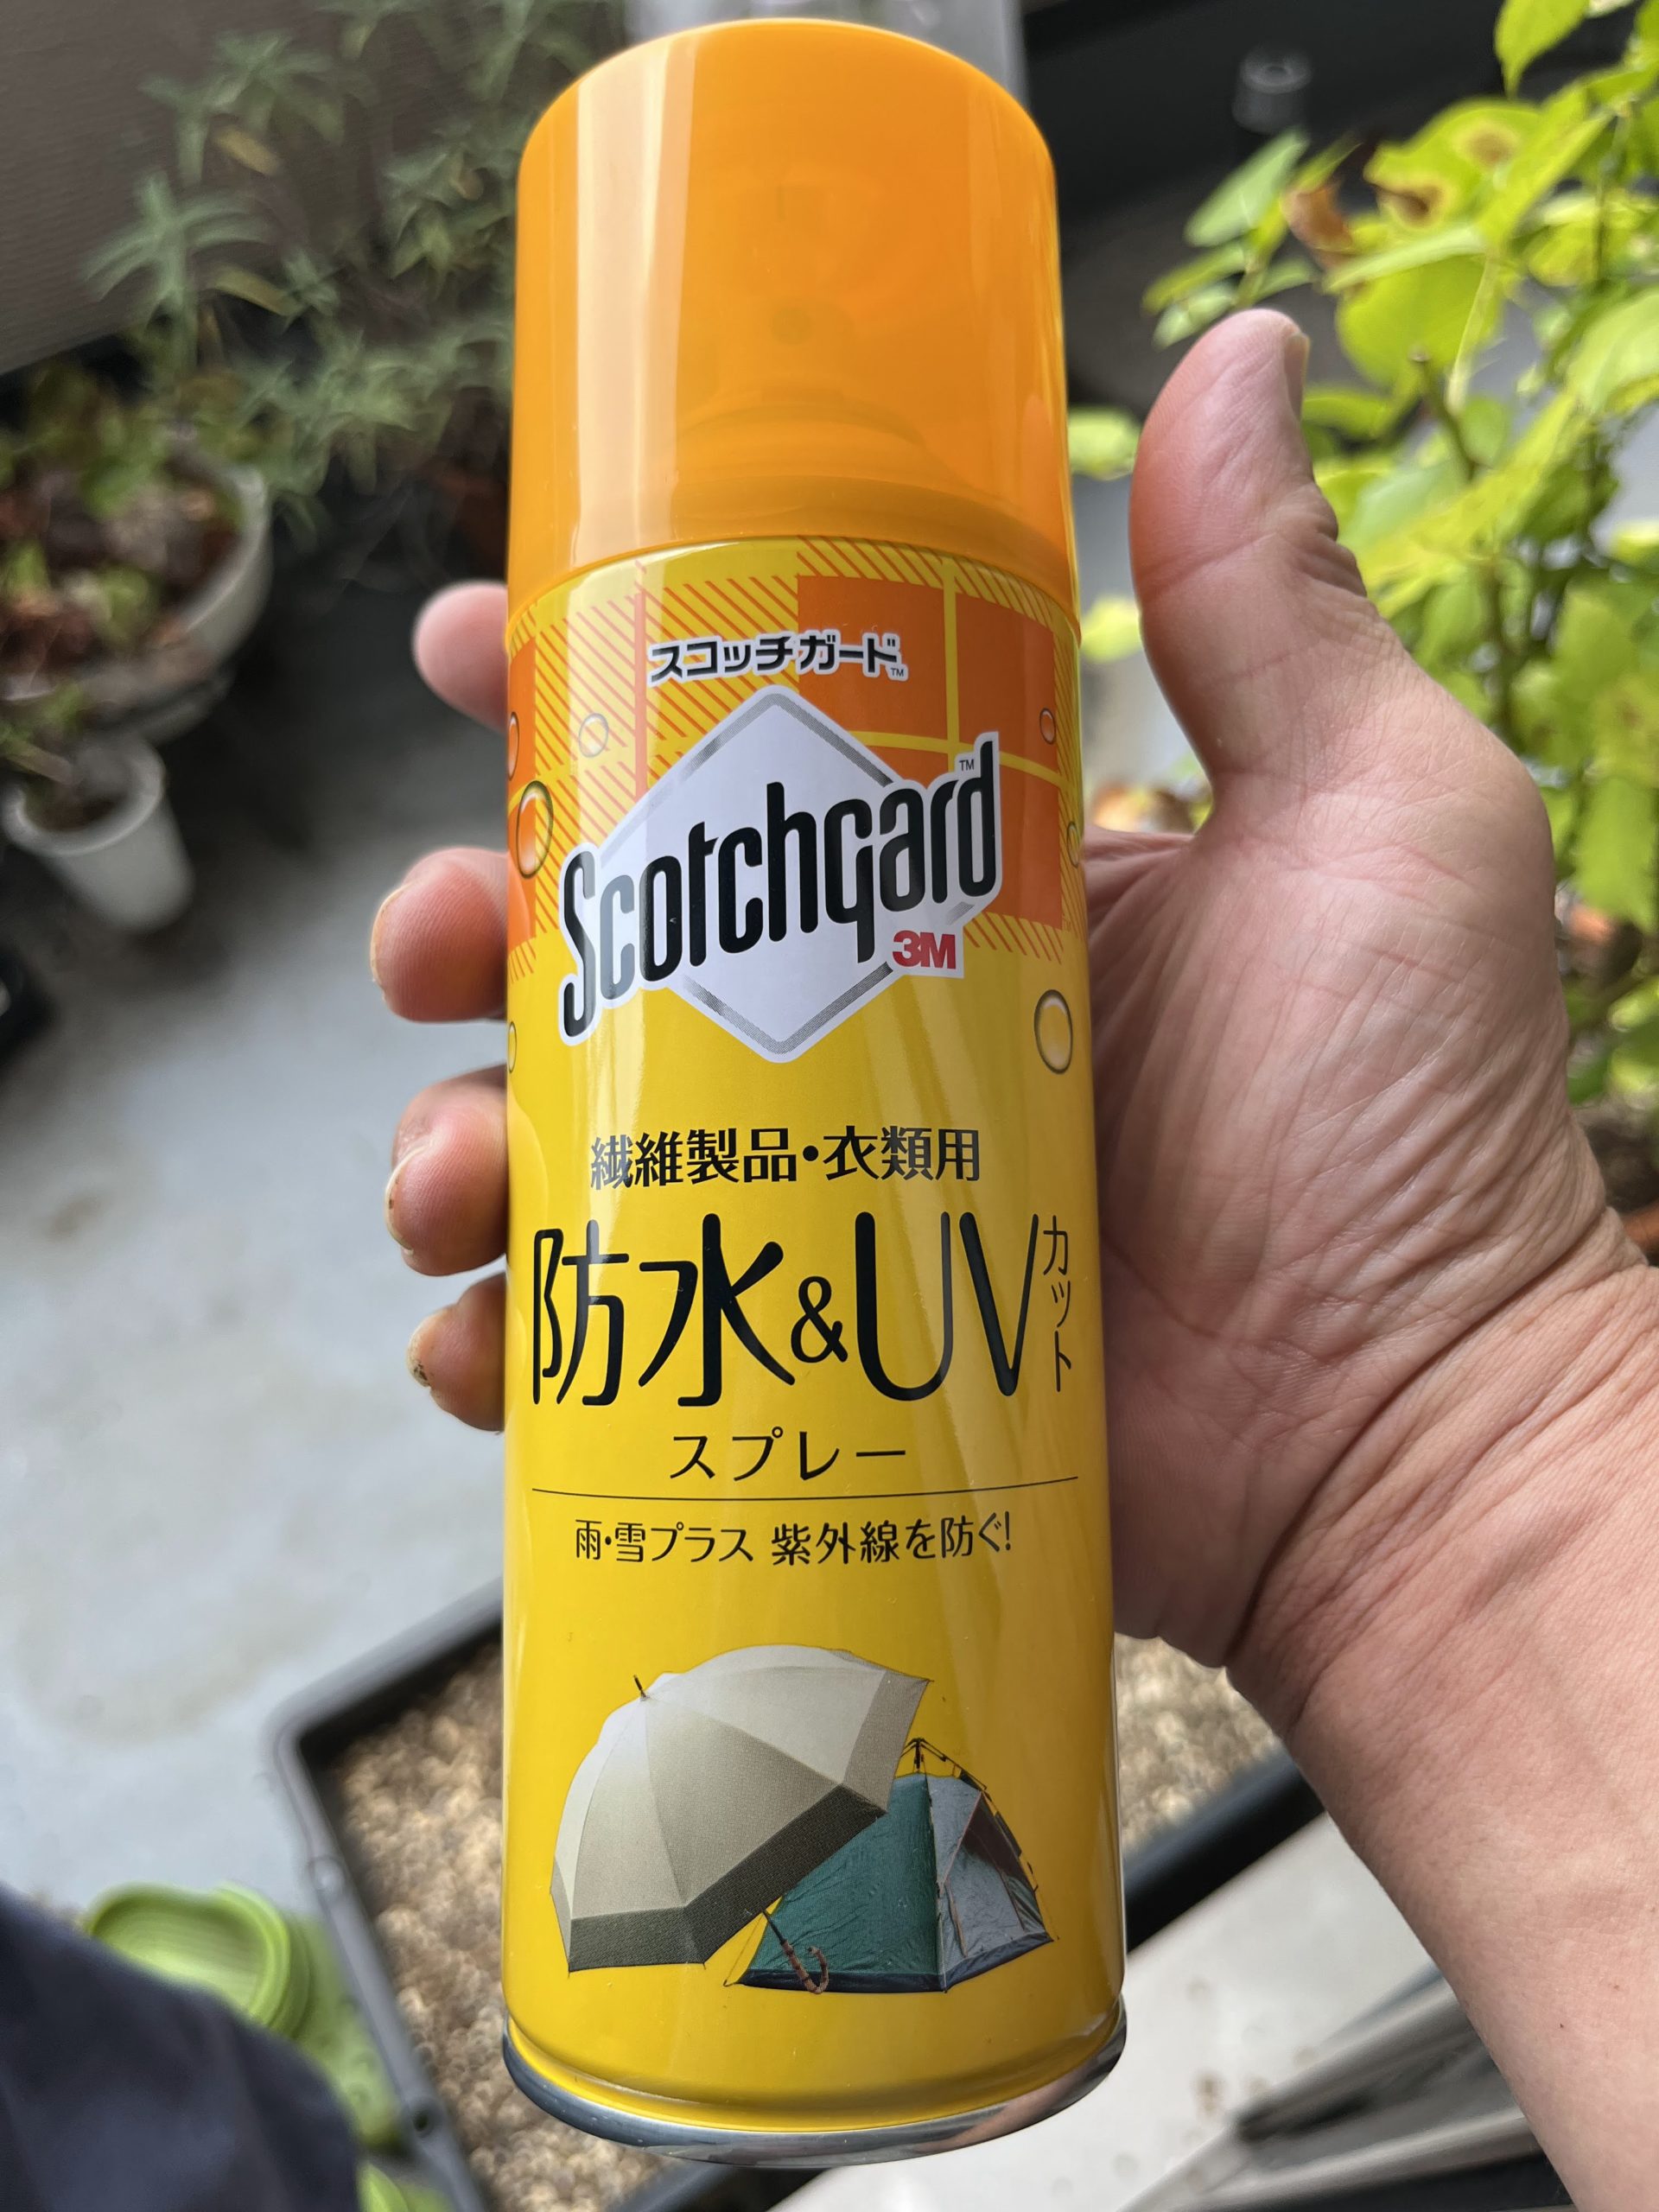 スコッチガード™
Scotchgard™
3M
繊維製品・衣類用
防水&UVカット
スプレー
雨・雪プラス 紫外線を防ぐ!